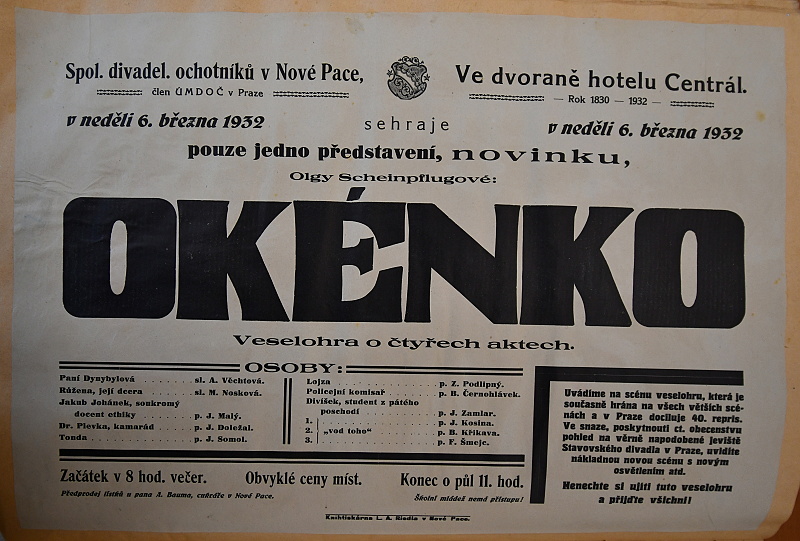 Spol. divadel. ochotníků v Nové Pace,
člen ÚMDOČ v Praze
Ve dvoraně hotelu Centrál.
— Rok 1830 — 1932 —
v neděli 6. března 1932
sehraje
v neděli 6. března 1932
pouze jedno představení, novinku,
Olgy Scheinpflugové:
OKÉNKO
Veselohra o čtyřech aktech.
OSOBY:
Paní Dynybylová . . . . . . . sl. A. Věchtová.
Růžena, její dcera . . . . . . sl. M. Nosková.
Jakub Johánek, soukromý
docent ethiky . . . . . . p. J. Malý.
Dr. Plevka, kamarád . . . . p. J. Doležal.
Tonda . . . . . . . . . p. J. Somol.
Lojza . . . . . . . . . p. Z. Podlipný.
Policejní komisař . . . . . p. B. Černohlávek.
Divíšek, student z pátého
poschodí . . . . . . . p. J. Zamlar.
1. . . . . . . . . . p. J. Kosina.
2. „vod toho“ . . . . . . p. B. Křikava.
3. . . . . . . . . . p. F. Šmejc.
Uvádíme na scénu veselohru, která je
současně hrána na všech větších scé-
nách a v Praze dociluje 40. repris.
Ve snaze, poskytnouti ct. obecenstvu
pohled na věrně napodobené jeviště
Stavovského divadla v Praze, uvidíte
nákladnou novou scénu s novým
osvětlením atd.
Nenechte si ujíti tuto veselohru
a přijďte všichni!
Začátek v 8 hod. večer.
Obvyklé ceny míst.
Konec o půl 11. hod.
Předprodej lístků u pana A. Bauma, cukráře v Nové Pace.
Školní mládež nemá přístupu!
Knihtiskárna L. A. Riedla v Nové Pace.